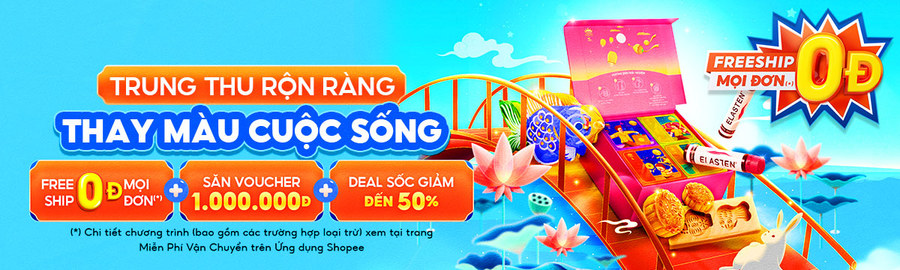 TRUNG THU RỘN RÀNG
THAY MÀU CUỘC SỐNG
FREE SHIP 0Đ MỌI ĐƠN(*)
+
SĂN VOUCHER
1.000.000Đ
+
DEAL SỐC GIẢM
ĐẾN 50%
(*) Chi tiết chương trình (bao gồm các trường hợp loại trừ) xem tại trang
Miễn Phí Vận Chuyển trên Ứng dụng Shopee
FREESHIP
MỌI ĐƠN(*)
0Đ
ELASTEN
ELASTEN